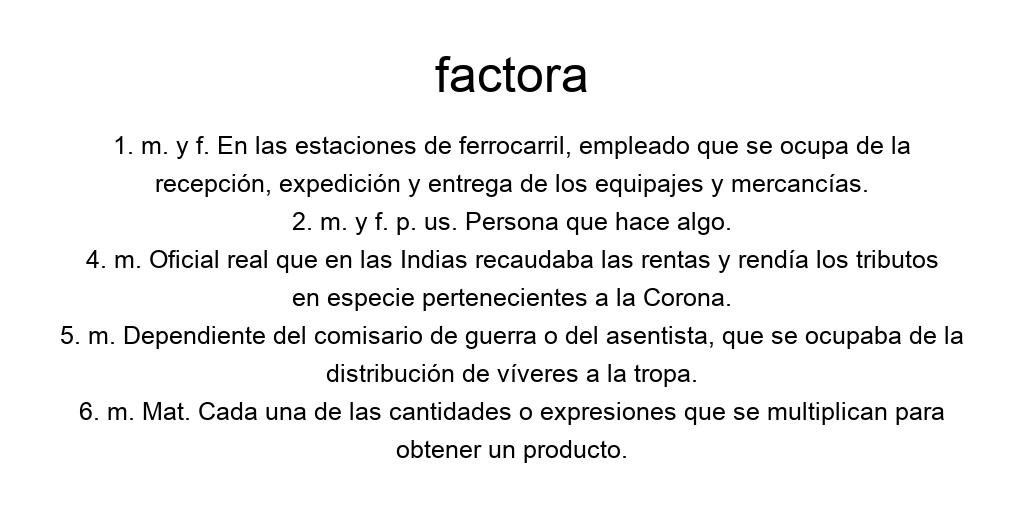 factora
1. m. y f. En las estaciones de ferrocarril, empleado que se ocupa de la
recepción, expedición y entrega de los equipajes y mercancías.
2. m. y f. p. us. Persona que hace algo.
4. m. Oficial real que en las Indias recaudaba las rentas y rendía los tributos
en especie pertenecientes a la Corona.
5. m. Dependiente del comisario de guerra o del asentista, que se ocupaba de la
distribución de víveres a la tropa.
6. m. Mat. Cada una de las cantidades o expresiones que se multiplican para
obtener un producto.